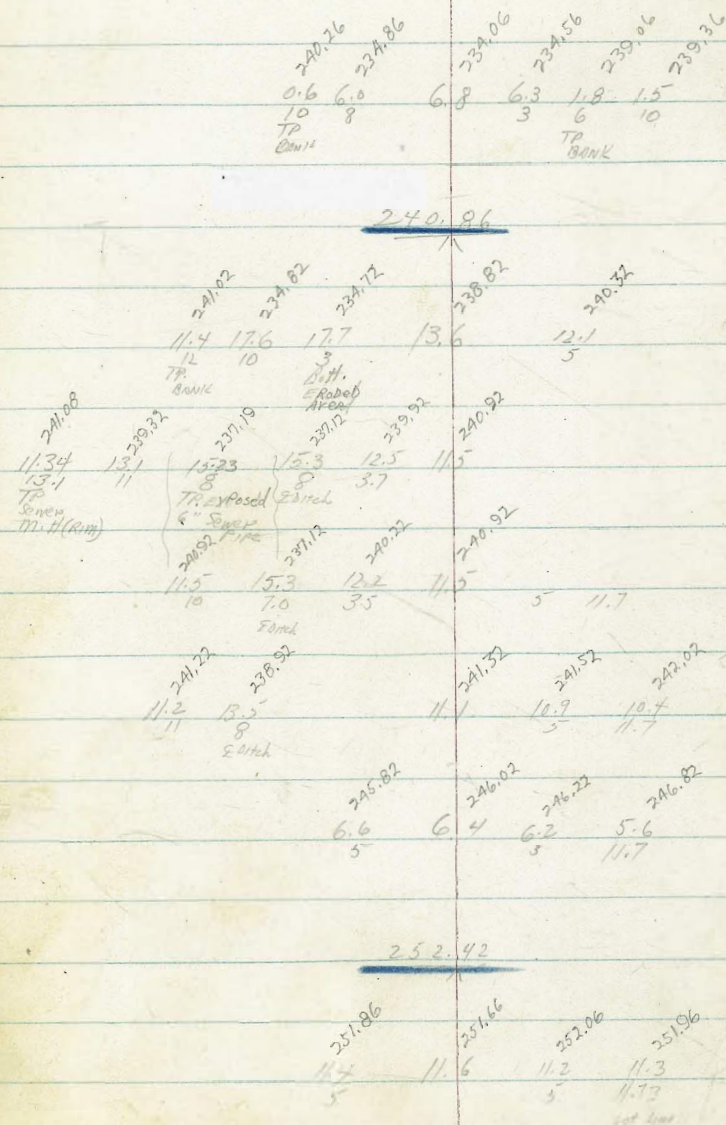 240.26 234.86 234.06 234.56 239.06 239.36
0.6 6.0 6.8 6.3 1.8 1.5
10 8 3 6 10
TP TP
BANK BANK
240.86
241.02 234.82 234.72 238.82 240.32
11.4 17.6 17.7 13.6 12.1
12 10 3 5
TP. Bott.
BANK ERODED
AREA
241.08 239.32 237.19 237.12 239.92 240.92
11.34 13.1 15.23 15.3 12.5 11.5
13.1 11 8 8 3.7
TP TP. EXPOSED Ditch
Sewer 6" Sewer
M.H (Rim) Pipe
240.92 237.12 240.22 240.92
11.5 15.3 12.2 11.5
10 7.0 3.5 5 11.7
Ditch
241.22 238.92 241.32 241.52 242.02
11.2 13.5 11.1 10.9 10.4
11 8 5 11.7
Ditch
245.82 246.02 246.22 246.82
6.6 6.4 6.2 5.6
5 3 11.7
252.42
251.86 251.66 252.06 251.96
11.4 11.6 11.2 11.3
5 5 11.73
Lot Line